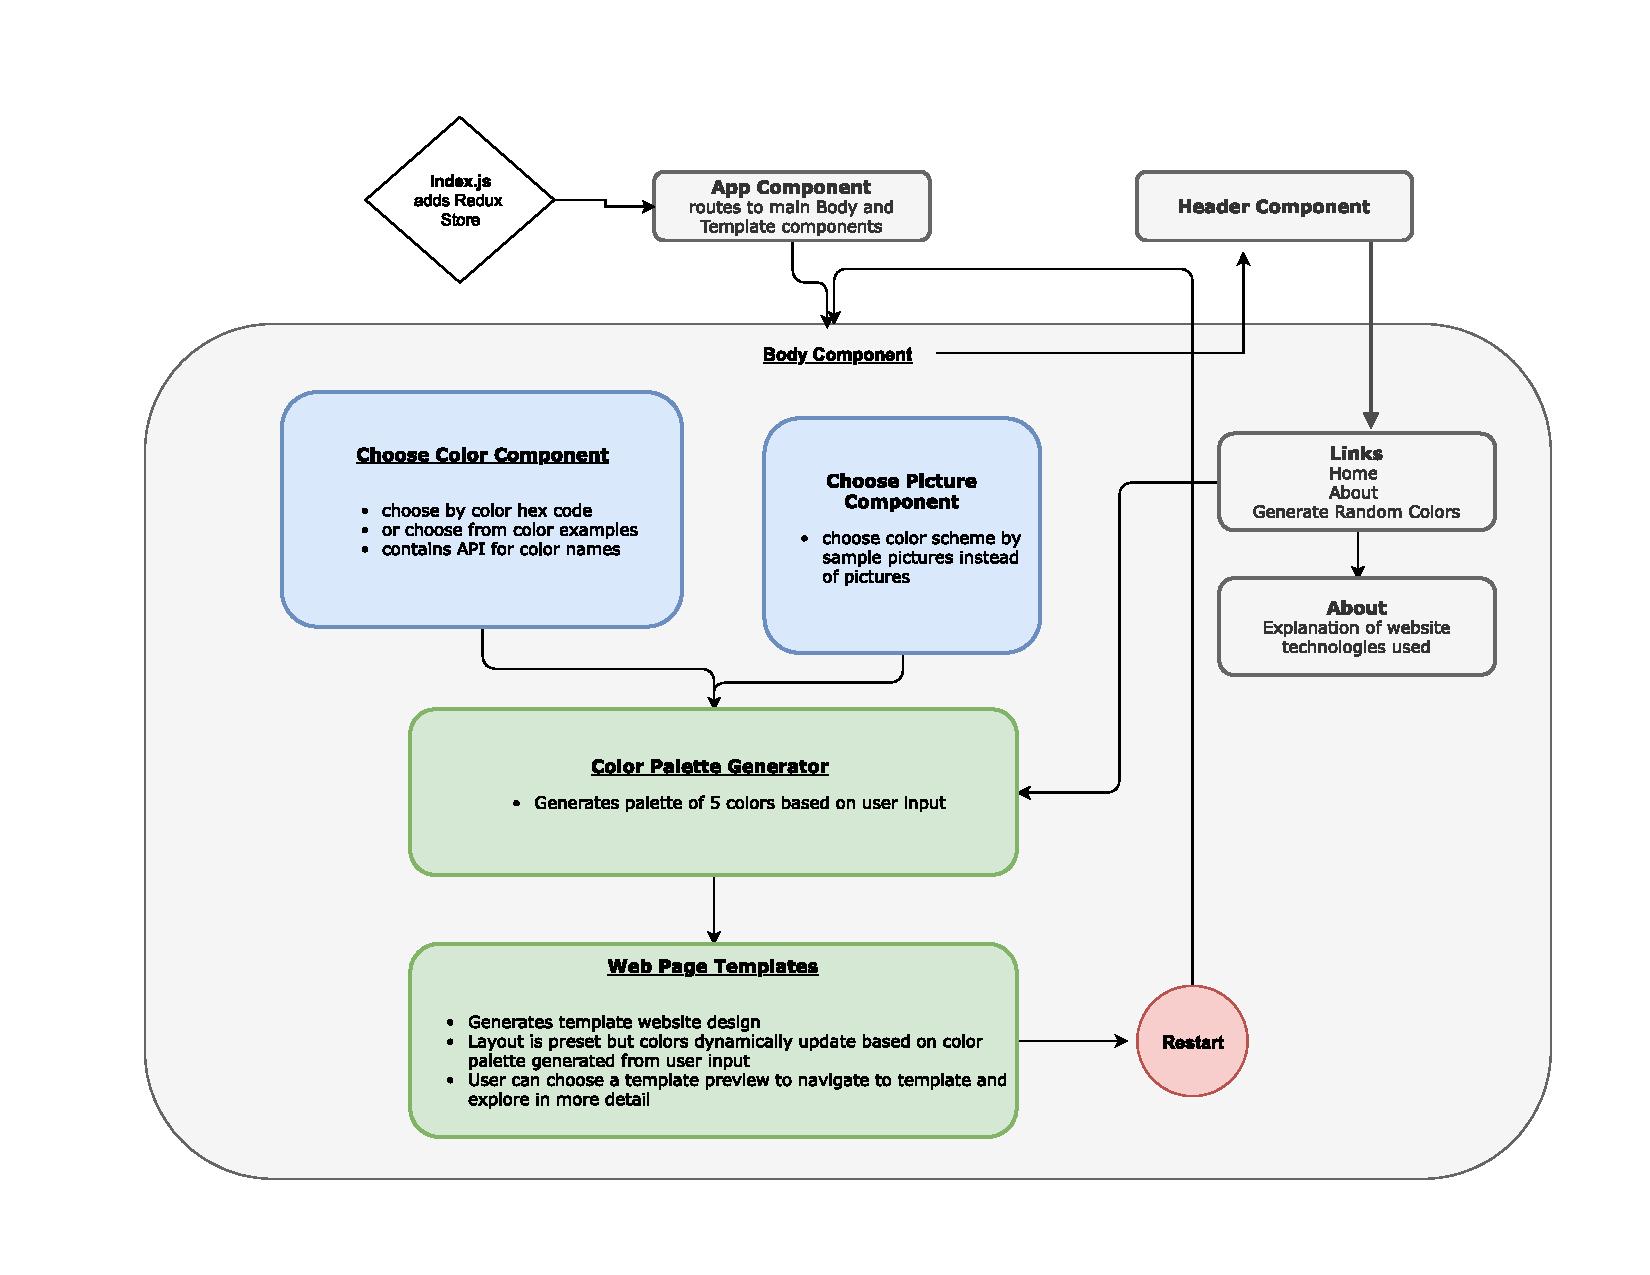 Index.js
adds Redux
Store
App Component
routes to main Body and
Template components
Header Component
Body Component
Choose Color Component
• choose by color hex code
• or choose from color examples
• contains API for color names
Choose Picture
Component
• choose color scheme by
sample pictures instead
of pictures
Links
Home
About
Generate Random Colors
About
Explanation of website
technologies used
Color Palette Generator
• Generates palette of 5 colors based on user input
Web Page Templates
• Generates template website design
• Layout is preset but colors dynamically update based on color
palette generated from user input
• User can choose a template preview to navigate to template and
explore in more detail
Restart